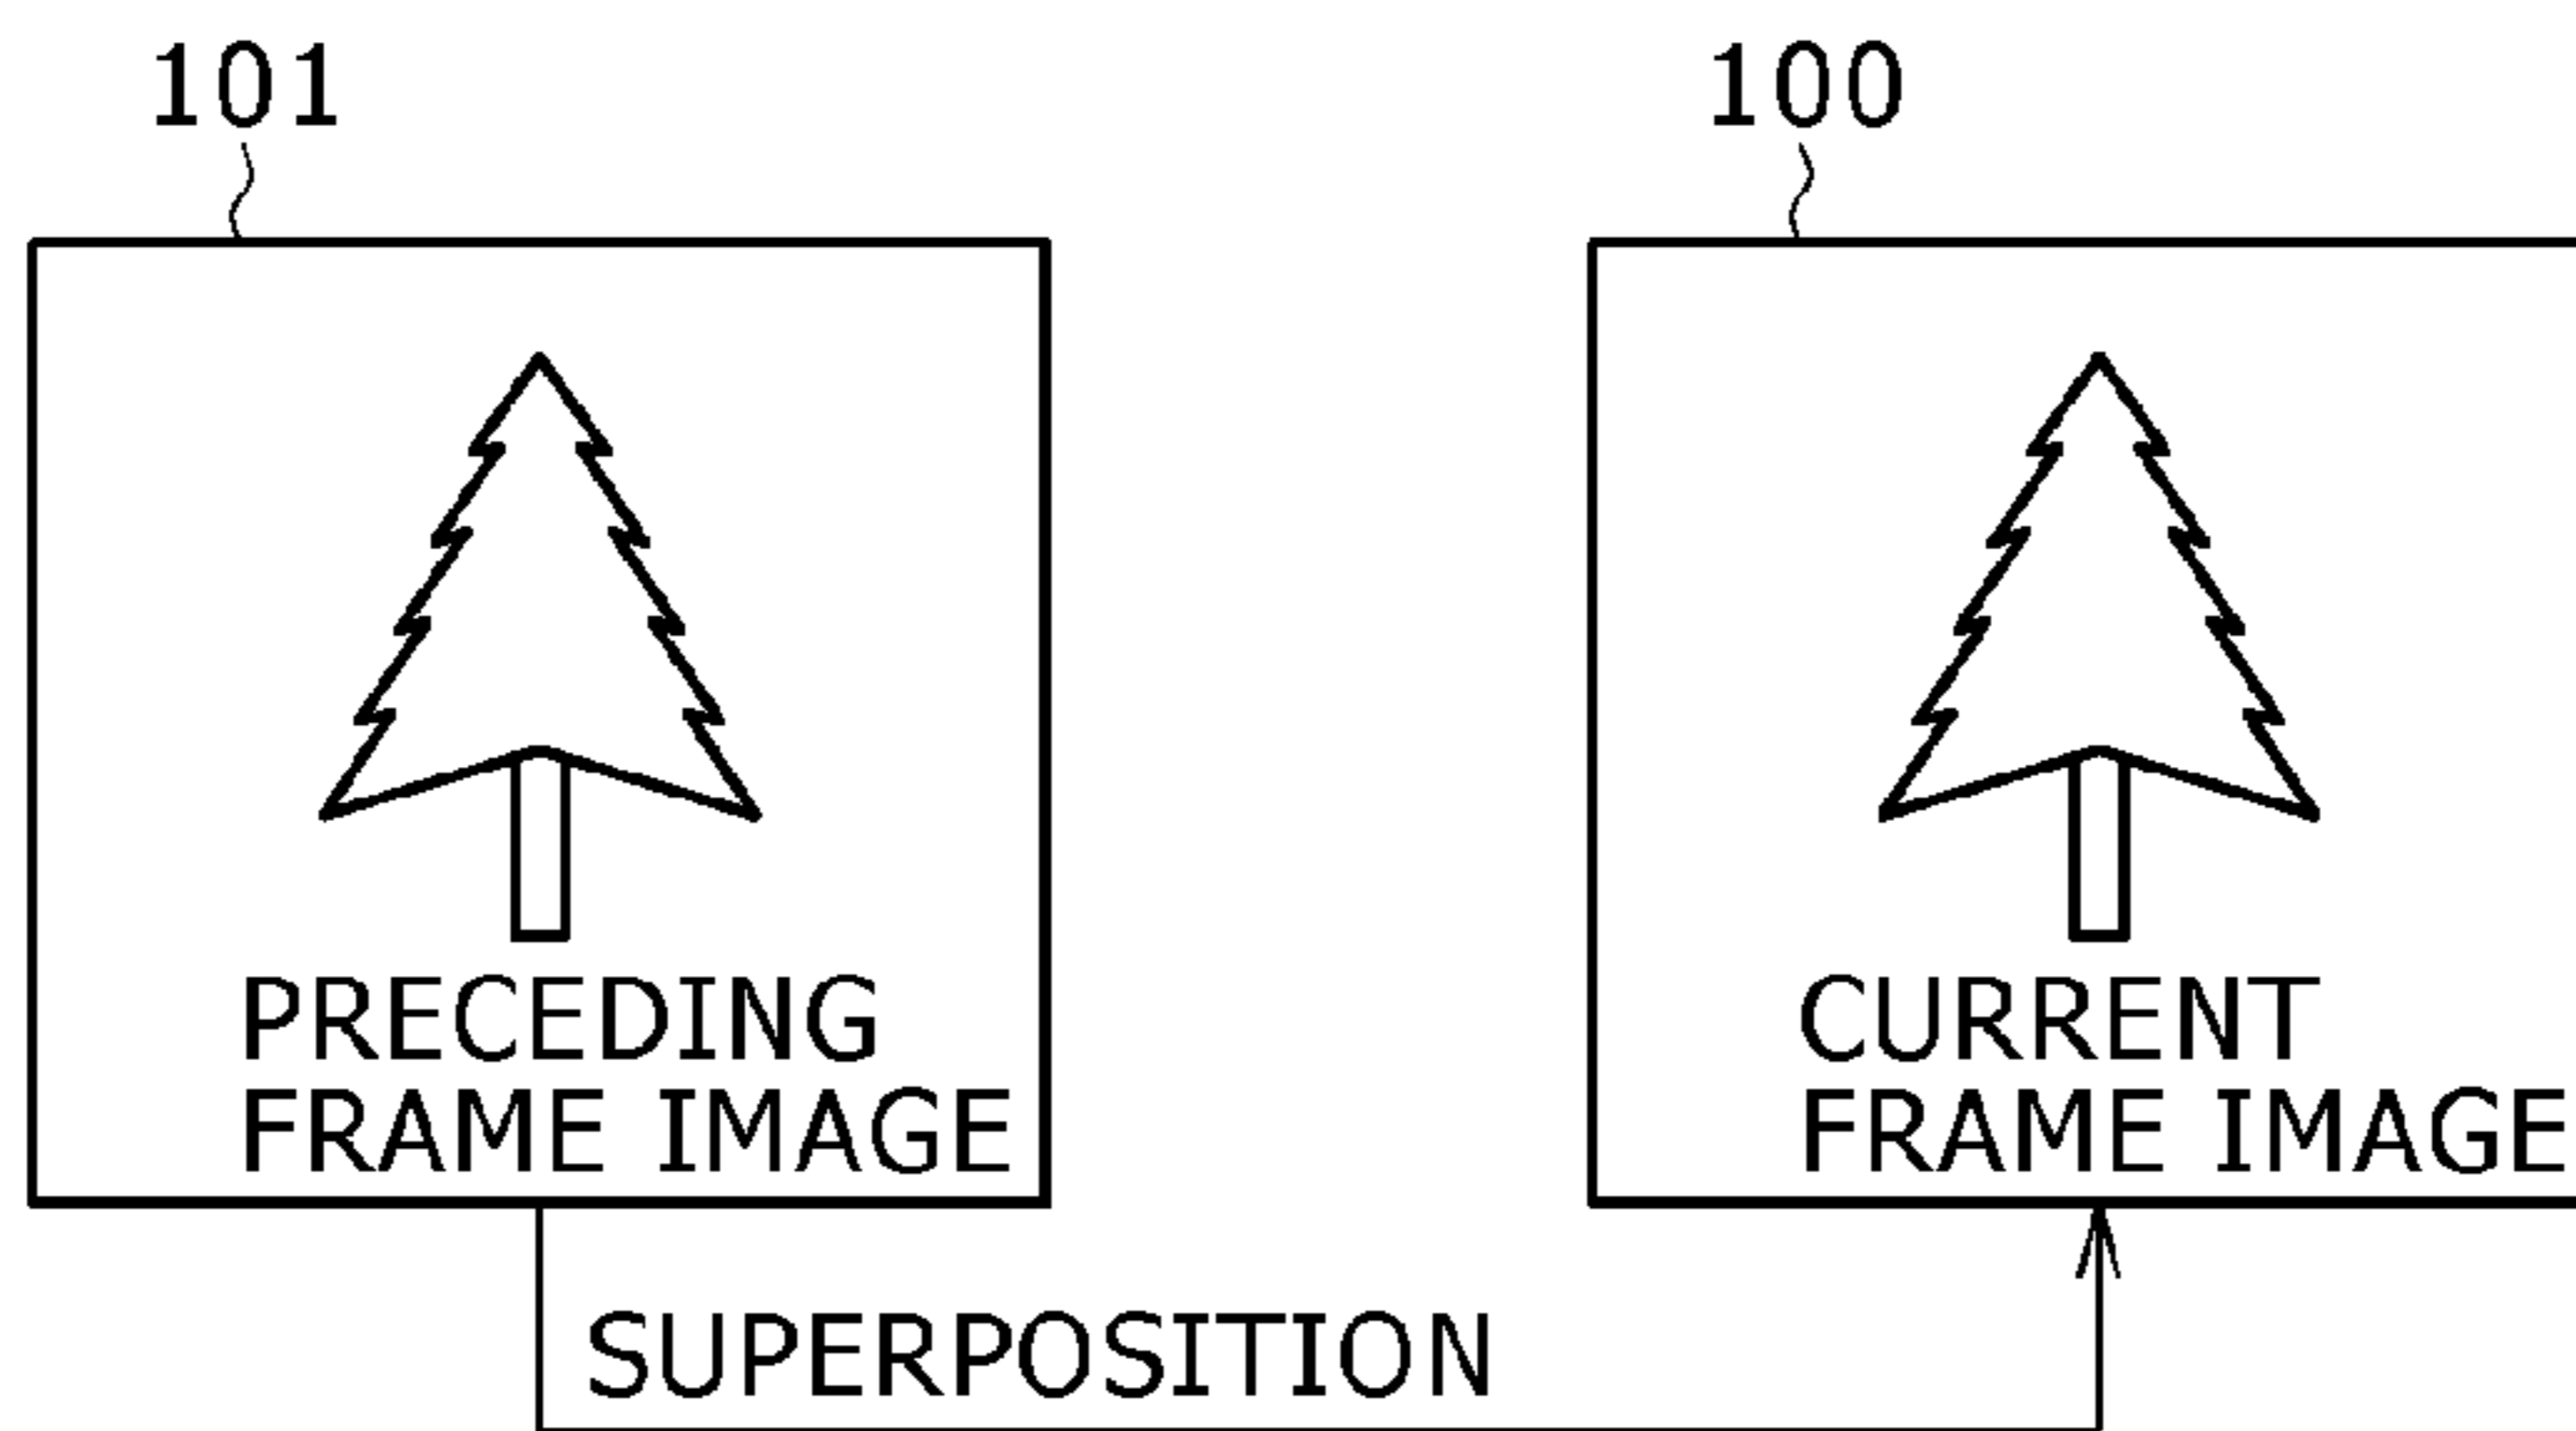 101
100
PRECEDING
FRAME IMAGE
CURRENT
FRAME IMAGE
SUPERPOSITION